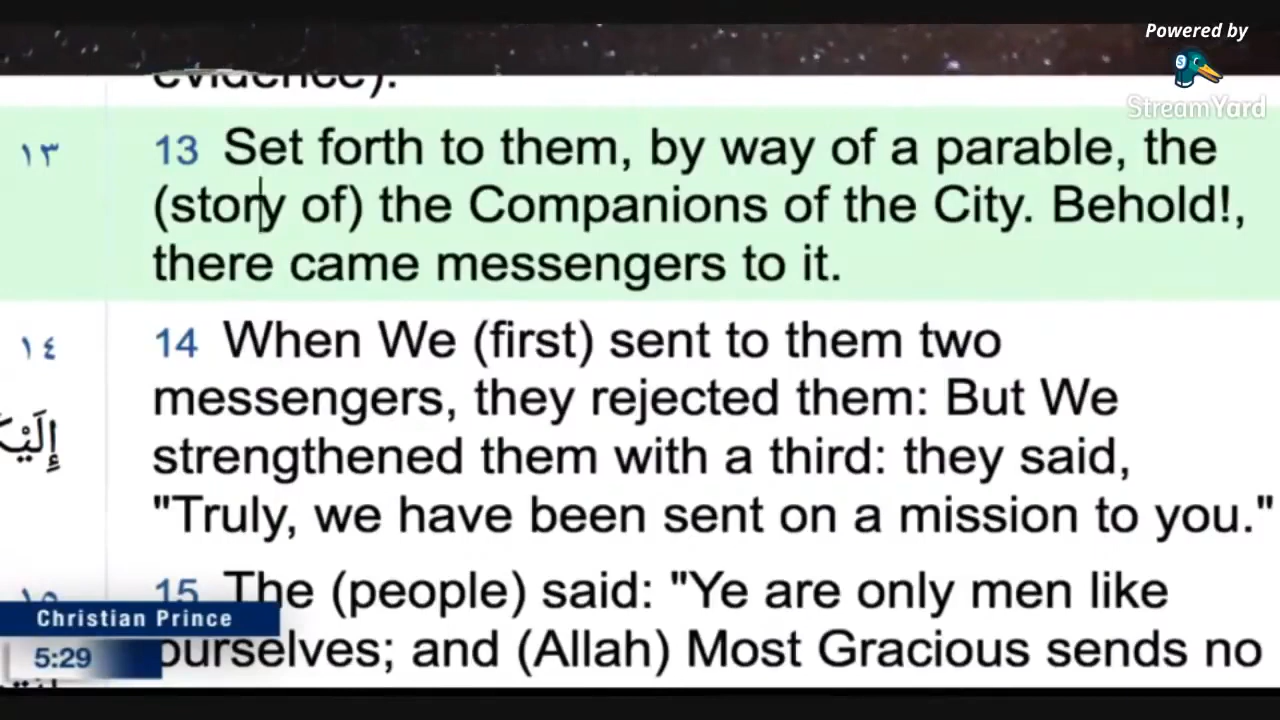 Powered by
StreamYard
evidence).
١٣
13 Set forth to them, by way of a parable, the
(story of) the Companions of the City. Behold!,
there came messengers to it.
١٤
14 When We (first) sent to them two
messengers, they rejected them: But We
strengthened them with a third: they said,
"Truly, we have been sent on a mission to you."
15 The (people) said: "Ye are only men like
ourselves; and (Allah) Most Gracious sends no
Christian Prince
5:29